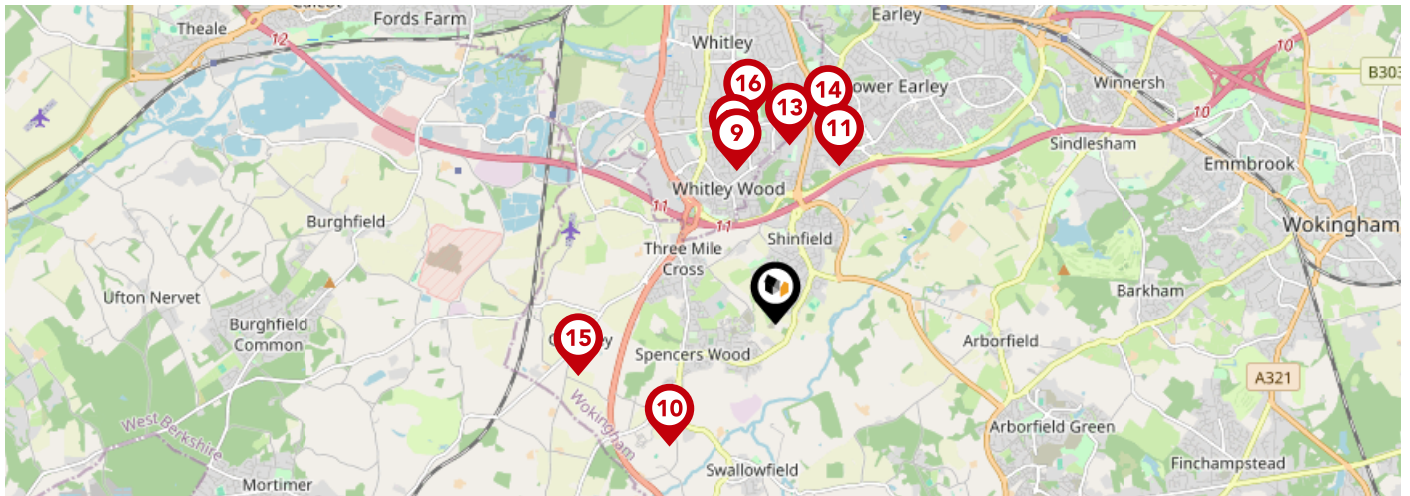 Theale
Fords Farm
Earley
12
Whitley
10
B303
Winnersh
16
14
ower Earley
13
9
11
10
Sindlesham
Emmbrook
Whitley Wood
11
11
Burghfield
Wokingham
Shinfield
Three Mile
Cross
Ufton Nervet
Barkham
Burghfield
Common
15
Arborfield
Spencers Wood
A321
10
Wokingham
West Berkshire
Arborfield Green
Swallowfield
Finchampstead
Mortimer